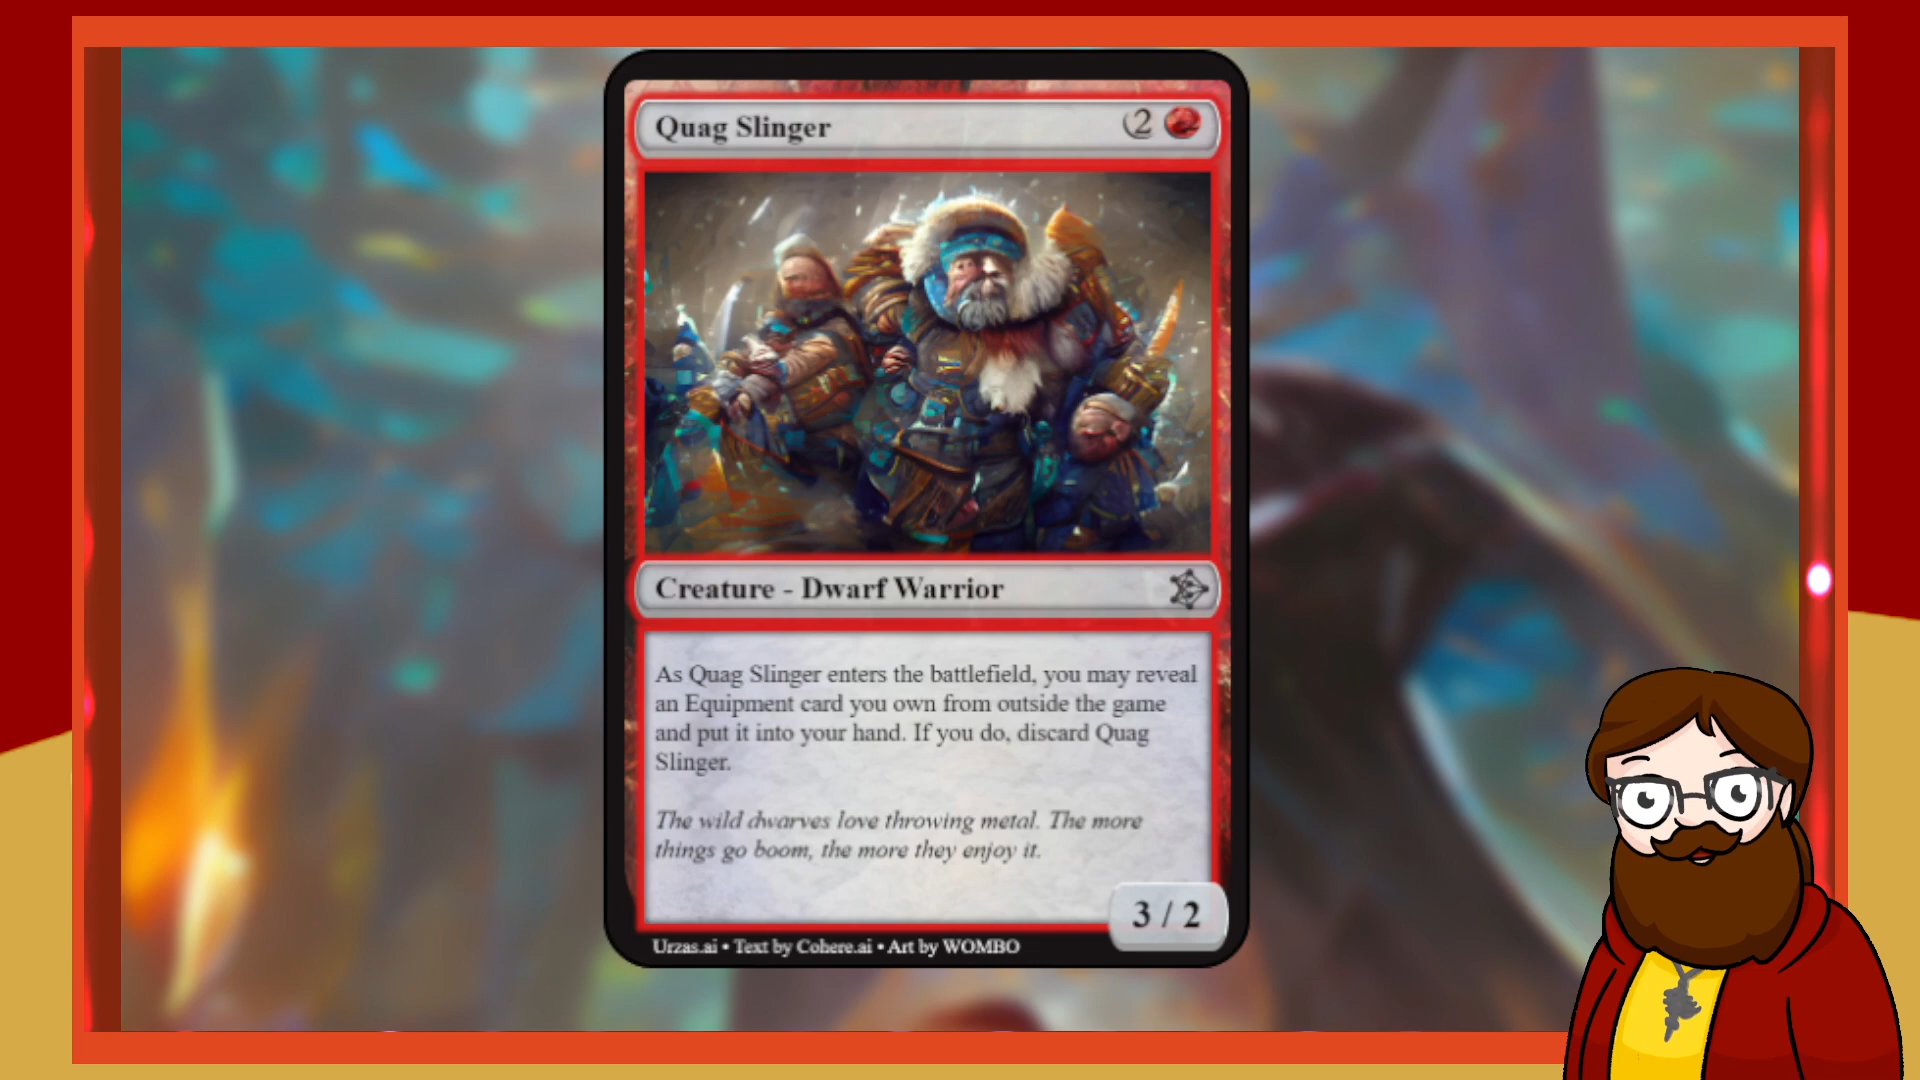 Quag Slinger 2
Creature - Dwarf Warrior
As Quag Slinger enters the battlefield, you may reveal
an Equipment card you own from outside the game
and put it into your hand. If you do, discard Quag
Slinger.
The wild dwarves love throwing metal. The more
things go boom, the more they enjoy it.
3 / 2
Urzas.ai • Text by Cohere.ai • Art by WOMBO